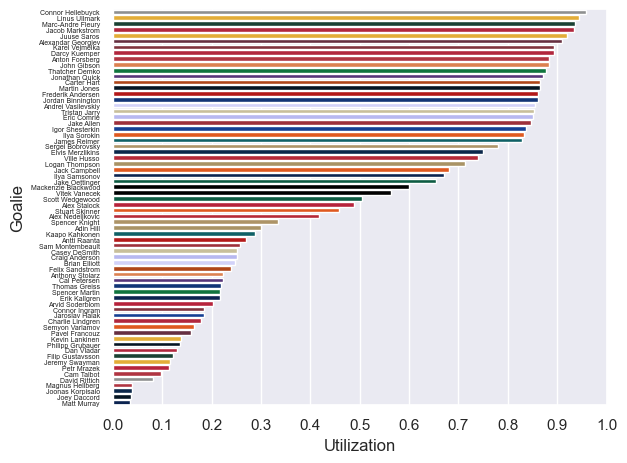 Connor Hellebuyck
Linus Ullmark
Marc-Andre Fleury
Jacob Markstrom
Juuse Saros
Alexandar Georgiev
Karel Vejmelka
Darcy Kuemper
Anton Forsberg
John Gibson
Thatcher Demko
Jonathan Quick
Carter Hart
Martin Jones
Frederik Andersen
Jordan Binnington
Andrei Vasilevskiy
Tristan Jarry
Eric Comrie
Jake Allen
Igor Shesterkin
Ilya Sorokin
James Reimer
Sergei Bobrovsky
Elvis Merzlikins
Ville Husso
Logan Thompson
Jack Campbell
Ilya Samsonov
Jake Oettinger
Mackenzie Blackwood
Vitek Vanecek
Scott Wedgewood
Alex Stalock
Stuart Skinner
Alex Nedeljkovic
Spencer Knight
Adin Hill
Kaapo Kahkonen
Antti Raanta
Sam Montembeault
Casey DeSmith
Craig Anderson
Brian Elliott
Felix Sandstrom
Anthony Stolarz
Cal Petersen
Thomas Greiss
Spencer Martin
Erik Kallgren
Arvid Soderblom
Connor Ingram
Jaroslav Halak
Charlie Lindgren
Semyon Varlamov
Pavel Francouz
Kevin Lankinen
Philipp Grubauer
Dan Vladar
Filip Gustavsson
Jeremy Swayman
Petr Mrazek
Cam Talbot
David Rittich
Magnus Hellberg
Joonas Korpisalo
Joey Daccord
Matt Murray
Goalie
0.0 0.1 0.2 0.3 0.4 0.5 0.6 0.7 0.8 0.9 1.0
Utilization